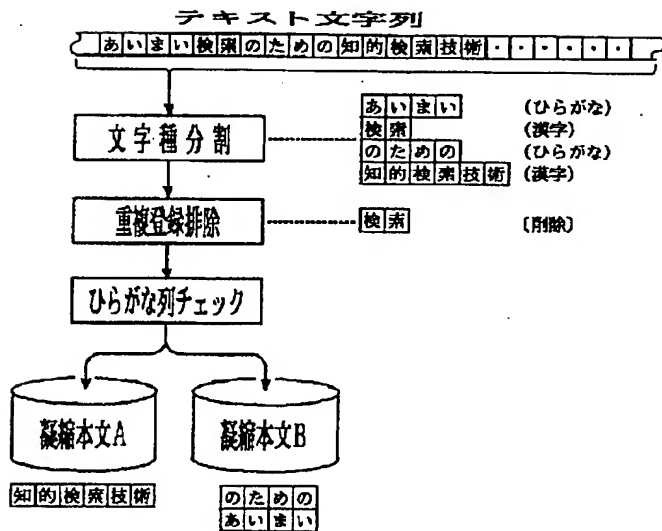 テキスト文字列
あいまい検索のための知的検索技術・・・・・・
文字種分割
あいまい (ひらがな)
検索 (漢字)
のための (ひらがな)
知的検索技術 (漢字)
重複登録排除
検索 〔削除〕
ひらがな列チェック
凝縮本文A
凝縮本文B
知的検索技術
のための
あいまい